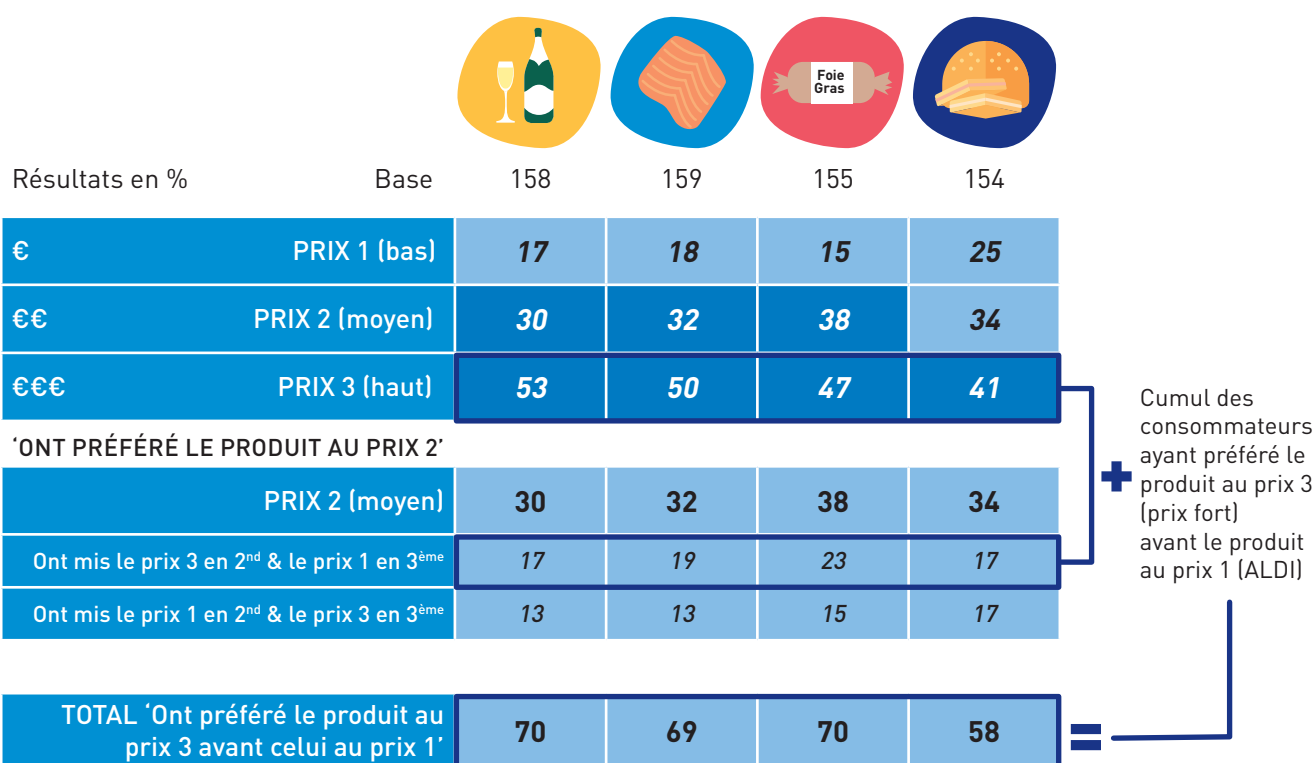 Foie
Gras
Résultats en % Base 158 159 155 154
€ PRIX 1 (bas) 17 18 15 25
€€ PRIX 2 (moyen) 30 32 38 34
€€€ PRIX 3 (haut) 53 50 47 41
‘ONT PRÉFÉRÉ LE PRODUIT AU PRIX 2’
PRIX 2 (moyen) 30 32 38 34
Ont mis le prix 3 en 2nd & le prix 1 en 3ème 17 19 23 17
Ont mis le prix 1 en 2nd & le prix 3 en 3ème 13 13 15 17
TOTAL ‘Ont préféré le produit au
prix 3 avant celui au prix 1’ 70 69 70 58
Cumul des
consommateurs
ayant préféré le
produit au prix 3
(prix fort)
avant le produit
au prix 1 (ALDI)